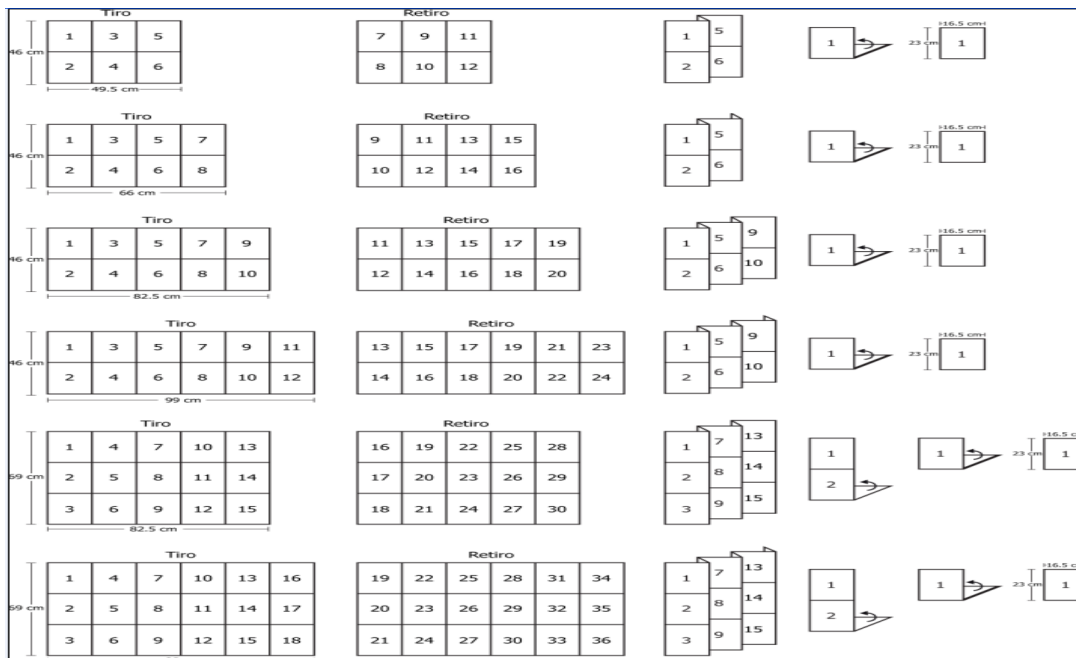 Tiro Retiro
1 3 5 7 9 11 1 5 1 16.5 cm
46 cm 23 cm 1
2 4 6 8 10 12 2 6
49.5 cm
Tiro Retiro
1 3 5 7 9 11 13 15 1 5 1 16.5 cm
46 cm 23 cm 1
2 4 6 8 10 12 14 16 2 6
66 cm
Tiro Retiro
1 3 5 7 9 11 13 15 17 19 1 5 9 1 16.5 cm
46 cm 23 cm 1
2 4 6 8 10 12 14 16 18 20 2 6 10
82.5 cm
Tiro Retiro
1 3 5 7 9 11 13 15 17 19 21 23 1 5 9 1 16.5 cm
46 cm 23 cm 1
2 4 6 8 10 12 14 16 18 20 22 24 2 6 10
99 cm
Tiro Retiro
1 4 7 10 13 16 19 22 25 28 1 7 13 1 1 16.5 cm
69 cm 2 5 8 11 14 17 20 23 26 29 2 8 14 2 23 cm 1
3 6 9 12 15 18 21 24 27 30 3 9 15
82.5 cm
Tiro Retiro
1 4 7 10 13 16 19 22 25 28 31 34 1 7 13 1 1 16.5 cm
69 cm 2 5 8 11 14 17 20 23 26 29 32 35 2 8 14 2 23 cm 1
3 6 9 12 15 18 21 24 27 30 33 36 3 9 15